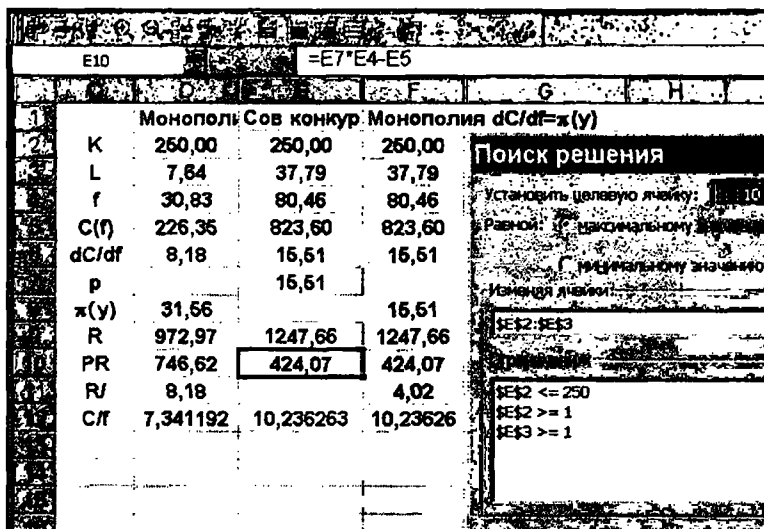 E10 =E7*E4-E5
G H
1 Монополи Сов конкур Монополия dC/df=π(y)
K 250,00 250,00 250,00
L 7,64 37,79 37,79
f 30,83 80,46 80,46
C(f) 226,35 823,60 823,60
dC/df 8,18 15,51 15,51
p 15,51
π(y) 31,56 15,51
R 972,97 1247,66 1247,66
PR 746,62 424,07 424,07
R/ 8,18 4,02
C/f 7,341192 10,236263 10,23626
Поиск решения
Установить целевую ячейку:
Равной: максимальному
минимальному значению
Изменяя ячейки:
$E$2:$E$3
$E$2 <= 250
$E$2 >= 1
$E$3 >= 1